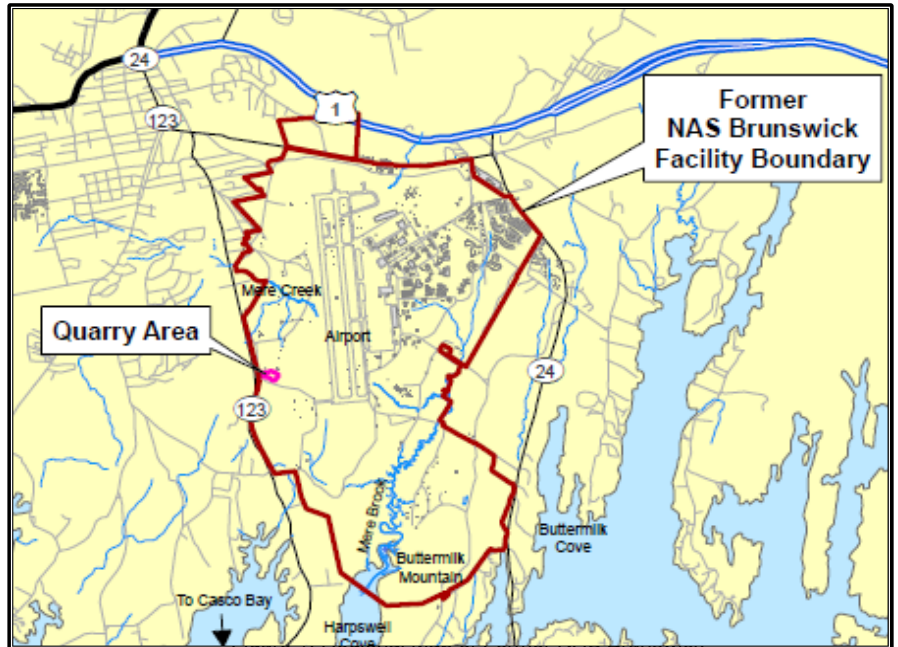 24
1
123
Former
NAS Brunswick
Facility Boundary
Mere Creek
Quarry Area
Airport
24
123
Mere Brook
Buttermilk
Cove
Buttermilk
Mountain
To Casco Bay
Harpswell
Cove